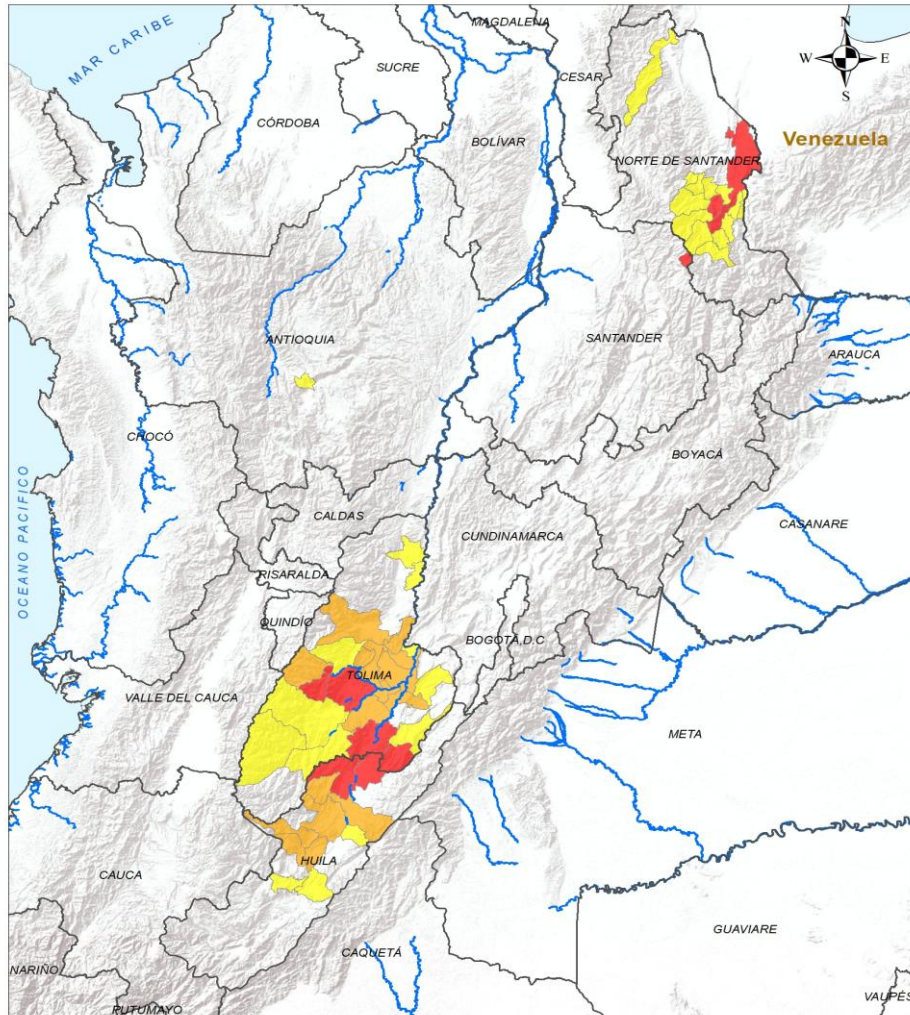 MAGDALENA
MAR CARIBE
N
W
E
S
SUCRE
CESAR
CÓRDOBA
BOLÍVAR
Venezuela
NORTE DE SANTANDER
ANTIOQUIA
SANTANDER
ARAUCA
CHOCÓ
BOYACÁ
CALDAS
CASANARE
CUNDINAMARCA
OCEANO PACIFICO
RISARALDA
QUINDÍO
BOGOTÁ,D.C
TOLIMA
VALLE DEL CAUCA
META
HUILA
CAUCA
GUAVIARE
CAQUETÁ
NARIÑO
VAUPÉS
PUTUMAYO